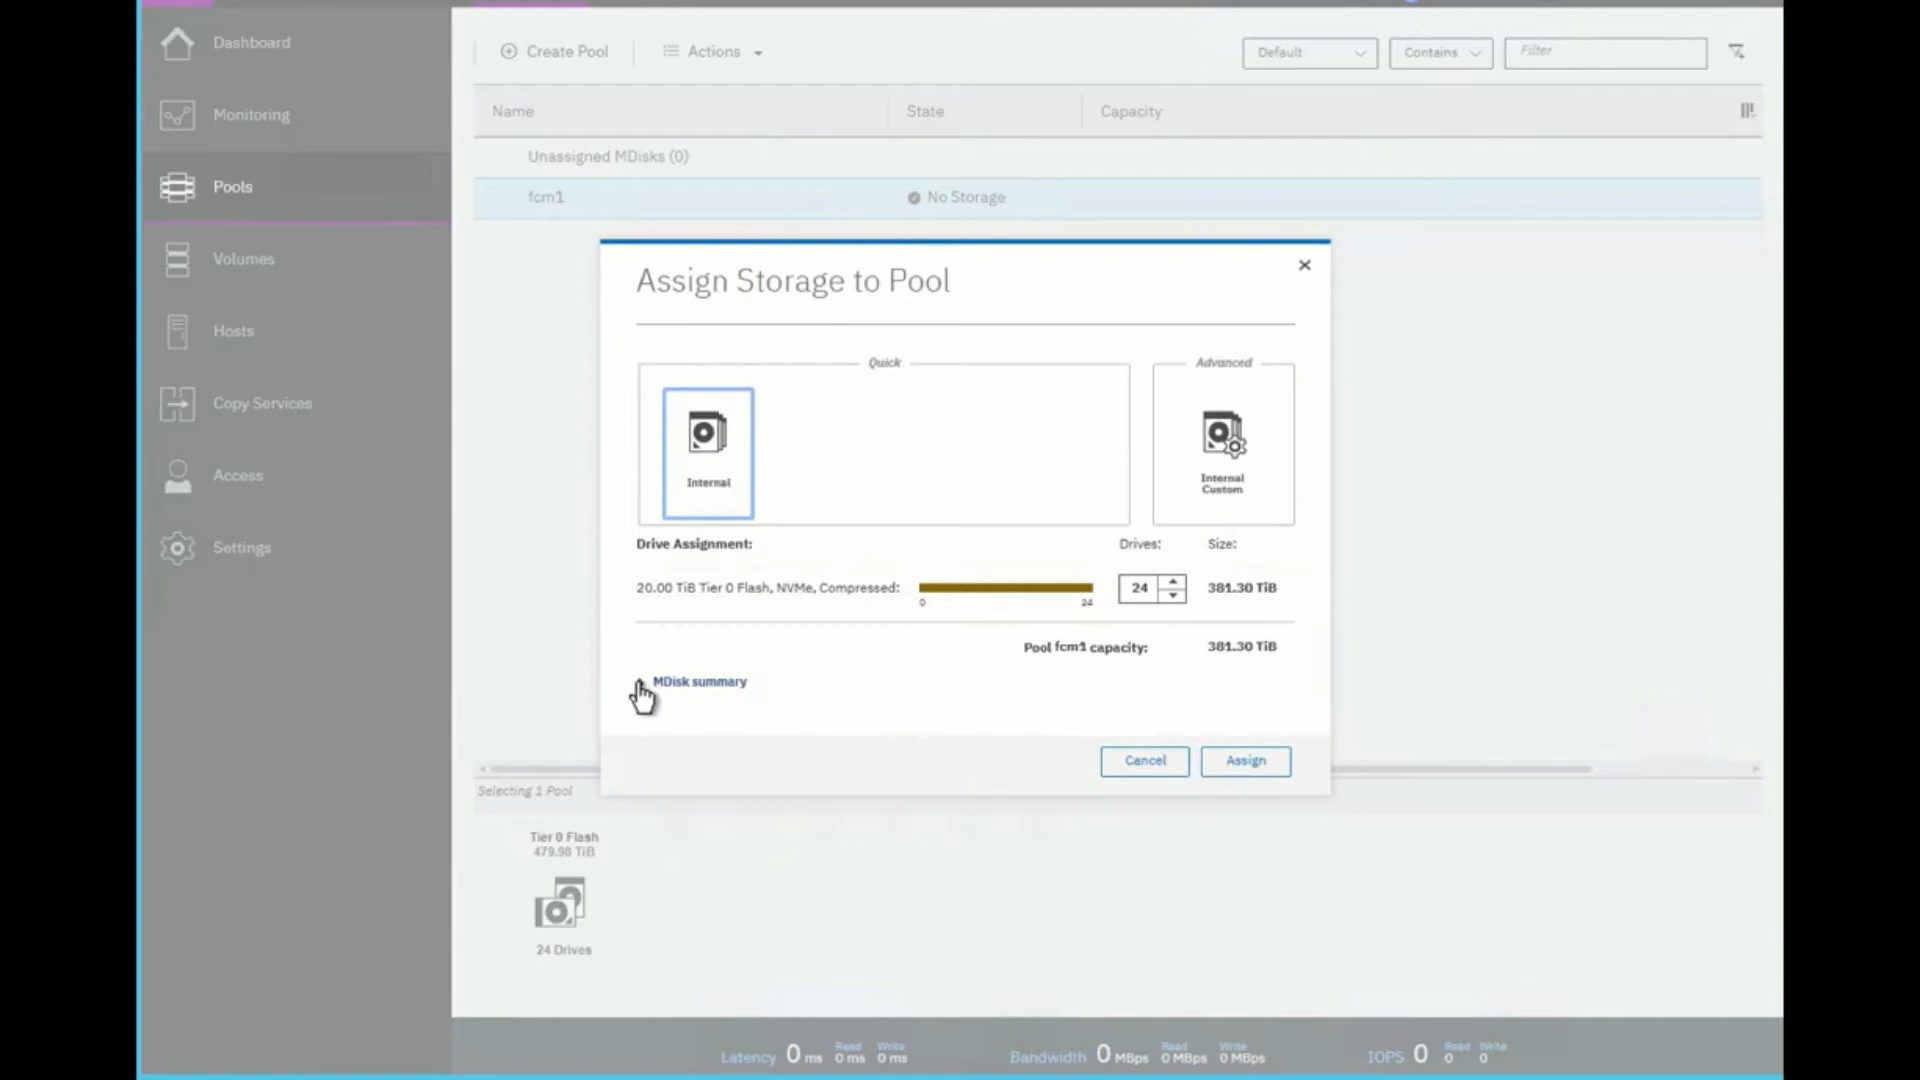 Dashboard
Monitoring
Pools
Volumes
Hosts
Copy Services
Access
Settings
Create Pool
Actions
Default
Contains
Filter
Name
State
Capacity
Unassigned MDisks (0)
fcm1
No Storage
Assign Storage to Pool
Quick
Advanced
Internal
Internal
Custom
Drive Assignment:
Drives:
Size:
20.00 TiB Tier 0 Flash, NVMe, Compressed:
0
24
24
381.30 TiB
Pool fcm1 capacity:
381.30 TiB
MDisk summary
Cancel
Assign
Selecting 1 Pool
Tier 0 Flash
479.98 TiB
24 Drives
Latency 0 ms
Read
0 ms
Write
0 ms
Bandwidth 0 MBps
Read
0 MBps
Write
0 MBps
IOPS 0
Read
0
Write
0